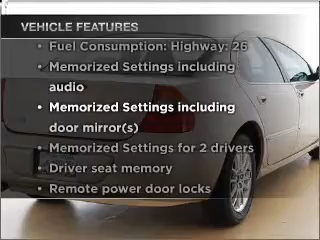 VEHICLE FEATURES
• Fuel Consumption: Highway: 26
• Memorized Settings including
audio
• Memorized Settings including
door mirror(s)
• Memorized Settings for 2 drivers
• Driver seat memory
• Remote power door locks